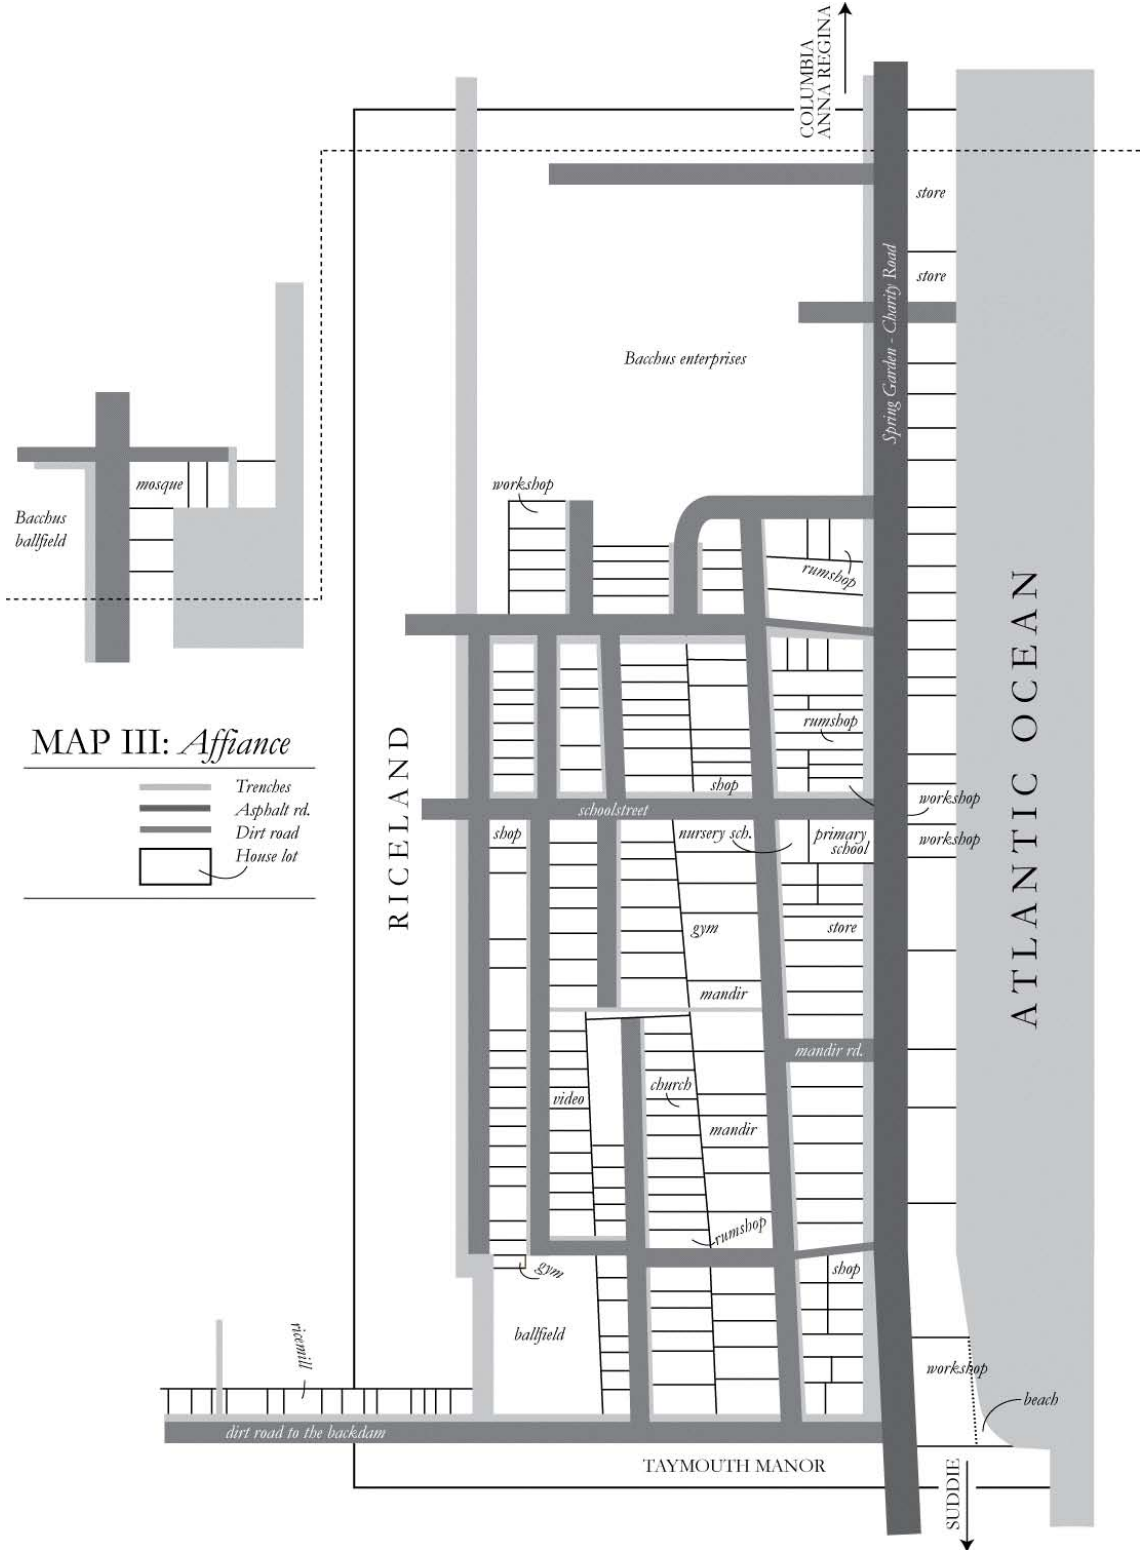 COLUMBIA
ANNA REGINA
store
store
Spring Garden - Charity Road
Bacchus enterprises
workshop
mosque
Bacchus
ballfield
rumshop
ATLANTIC OCEAN
MAP III: Affiance
Trenches
Asphalt rd.
Dirt road
House lot
RICELAND
rumshop
shop
workshop
schoolstreet
shop
nursery sch.
primary
school
workshop
gym
store
mandir
mandir rd.
church
video
mandir
rumshop
gym
shop
ballfield
ricemill
workshop
beach
dirt road to the backdam
TAYMOUTH MANOR
SUDDIE